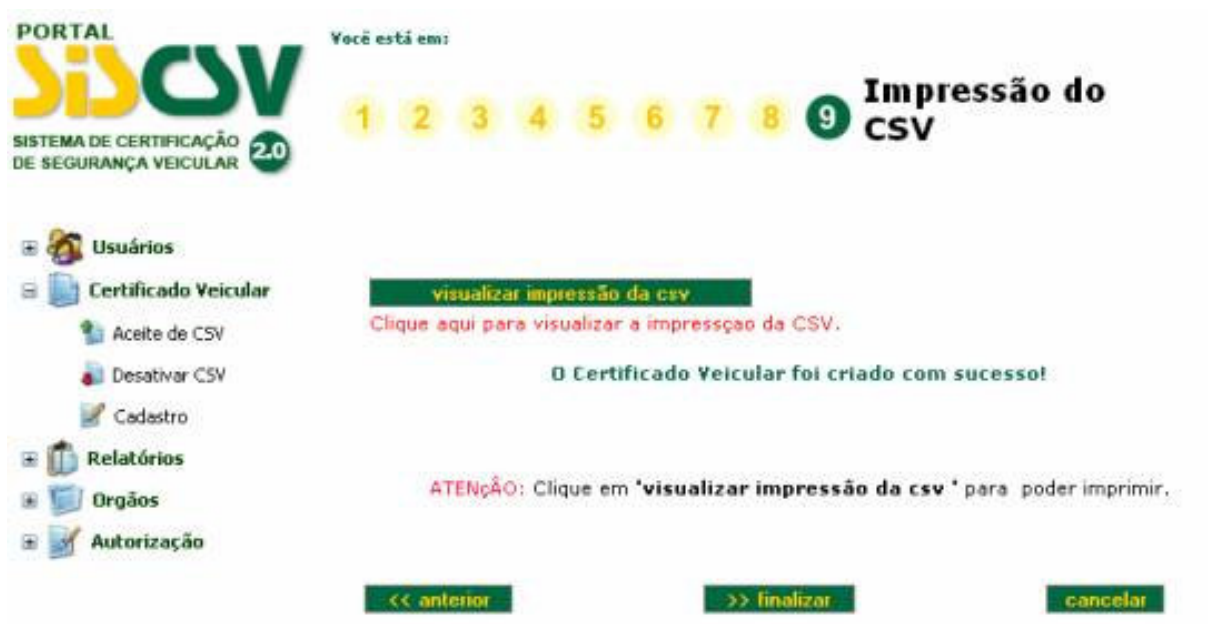 PORTAL
SiSCSV
SISTEMA DE CERTIFICAÇÃO
DE SEGURANÇA VEICULAR 2.0
Você está em:
1 2 3 4 5 6 7 8 9 Impressão do
CSV
Usuários
Certificado Veicular
Aceite de CSV
Desativar CSV
Cadastro
Relatórios
Orgãos
Autorização
visualizar impressão da csv
Clique aqui para visualizar a impressçao da CSV.
O Certificado Veicular foi criado com sucesso!
ATENçÃO: Clique em "visualizar impressão da csv " para poder imprimir.
<< anterior
>> finalizar
cancelar